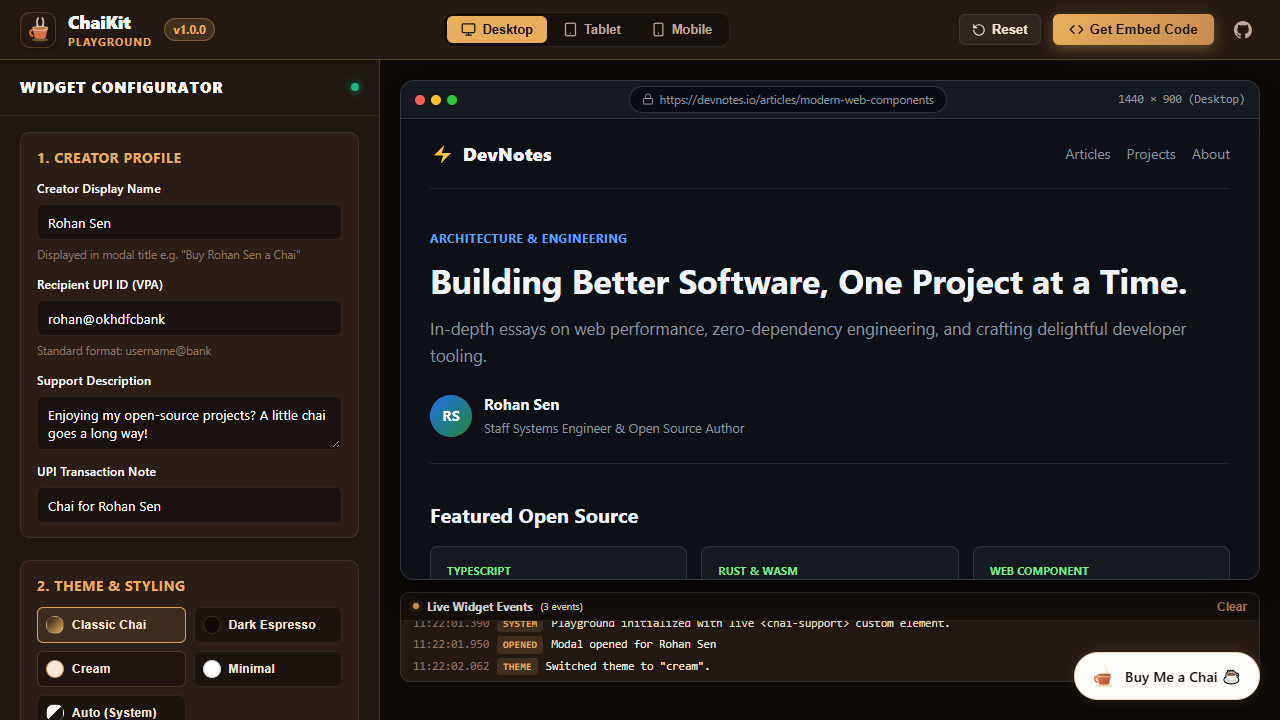 ChaiKit
PLAYGROUND
v1.0.0
Desktop
Tablet
Mobile
Reset
Get Embed Code
WIDGET CONFIGURATOR
1. CREATOR PROFILE
Creator Display Name
Rohan Sen
Displayed in modal title e.g. "Buy Rohan Sen a Chai"
Recipient UPI ID (VPA)
rohan@okhdfcbank
Standard format: username@bank
Support Description
Enjoying my open-source projects? A little chai
goes a long way!
UPI Transaction Note
Chai for Rohan Sen
2. THEME & STYLING
Classic Chai
Dark Espresso
Cream
Minimal
Auto (System)
https://devnotes.io/articles/modern-web-components
1440 × 900 (Desktop)
⚡ DevNotes
Articles
Projects
About
ARCHITECTURE & ENGINEERING
Building Better Software, One Project at a Time.
In-depth essays on web performance, zero-dependency engineering, and crafting delightful developer
tooling.
RS
Rohan Sen
Staff Systems Engineer & Open Source Author
Featured Open Source
TYPESCRIPT
RUST & WASM
WEB COMPONENT
Live Widget Events (3 events)
Clear
11:22:01.390 SYSTEM Playground initialized with live <chai-support> custom element.
11:22:01.950 OPENED Modal opened for Rohan Sen
11:22:02.062 THEME Switched theme to "cream".
Buy Me a Chai